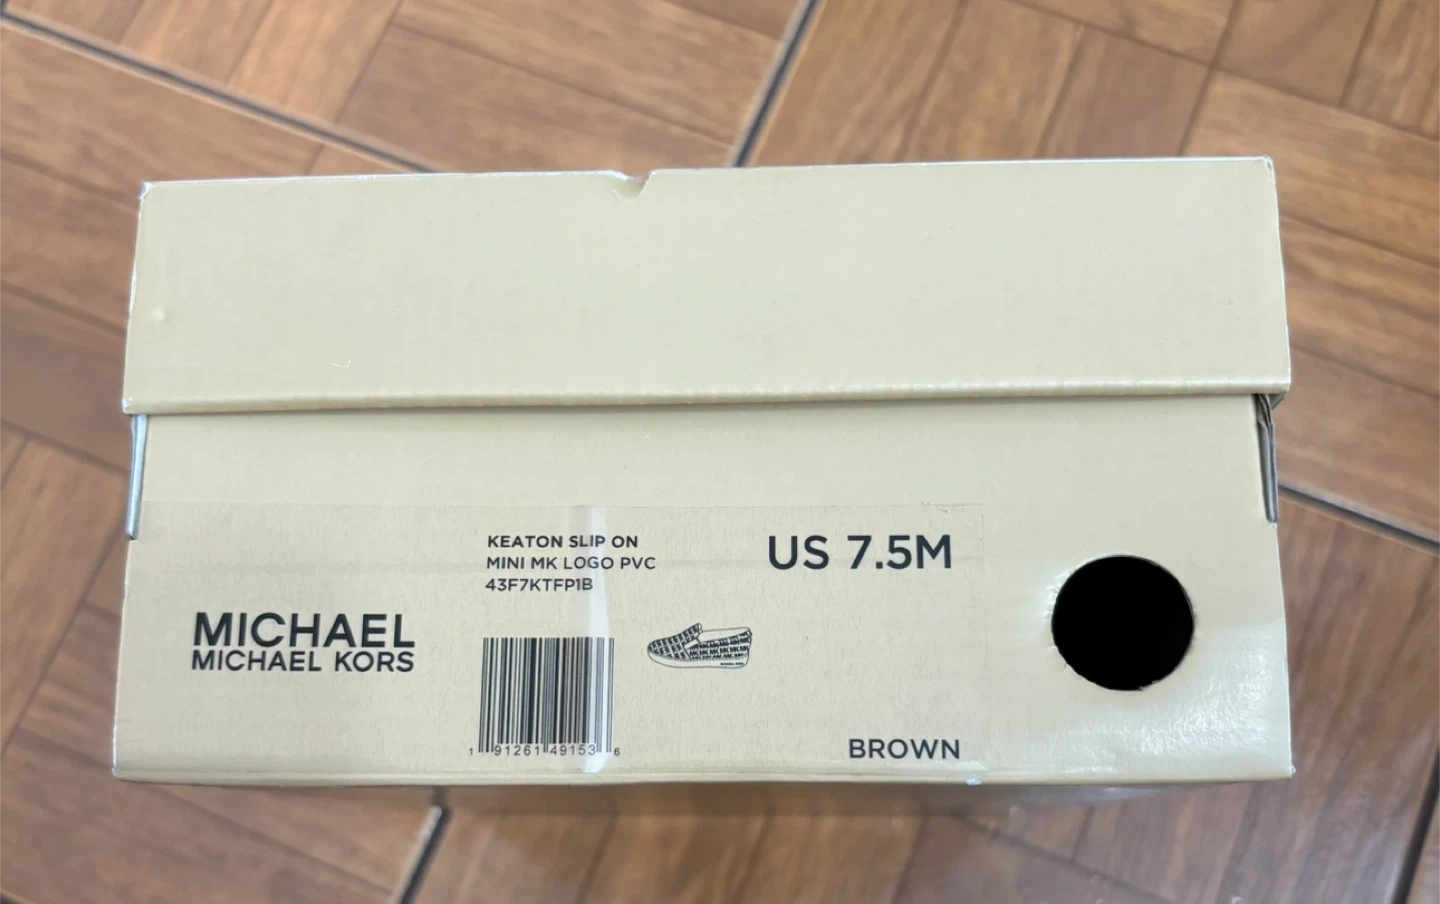 KEATON SLIP ON
MINI MK LOGO PVC
43F7KTFP1B
US 7.5M
MICHAEL
MICHAEL KORS
1 91261 49153 6
BROWN